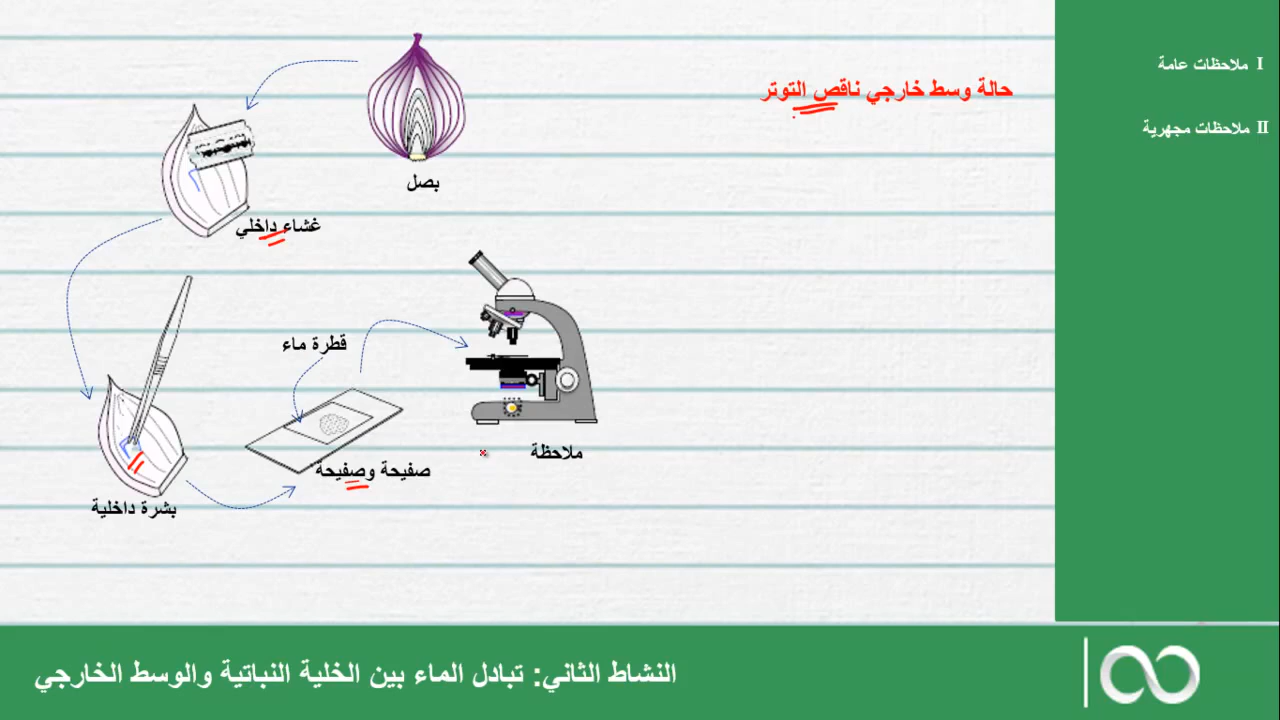 I ملاحظات عامة
II ملاحظات مجهرية
حالة وسط خارجي ناقص التوتر
بصل
غشاء داخلي
قطرة ماء
ملاحظة
صفيحة وصفيحة
بشرة داخلية
النشاط الثاني: تبادل الماء بين الخلية النباتية والوسط الخارجي